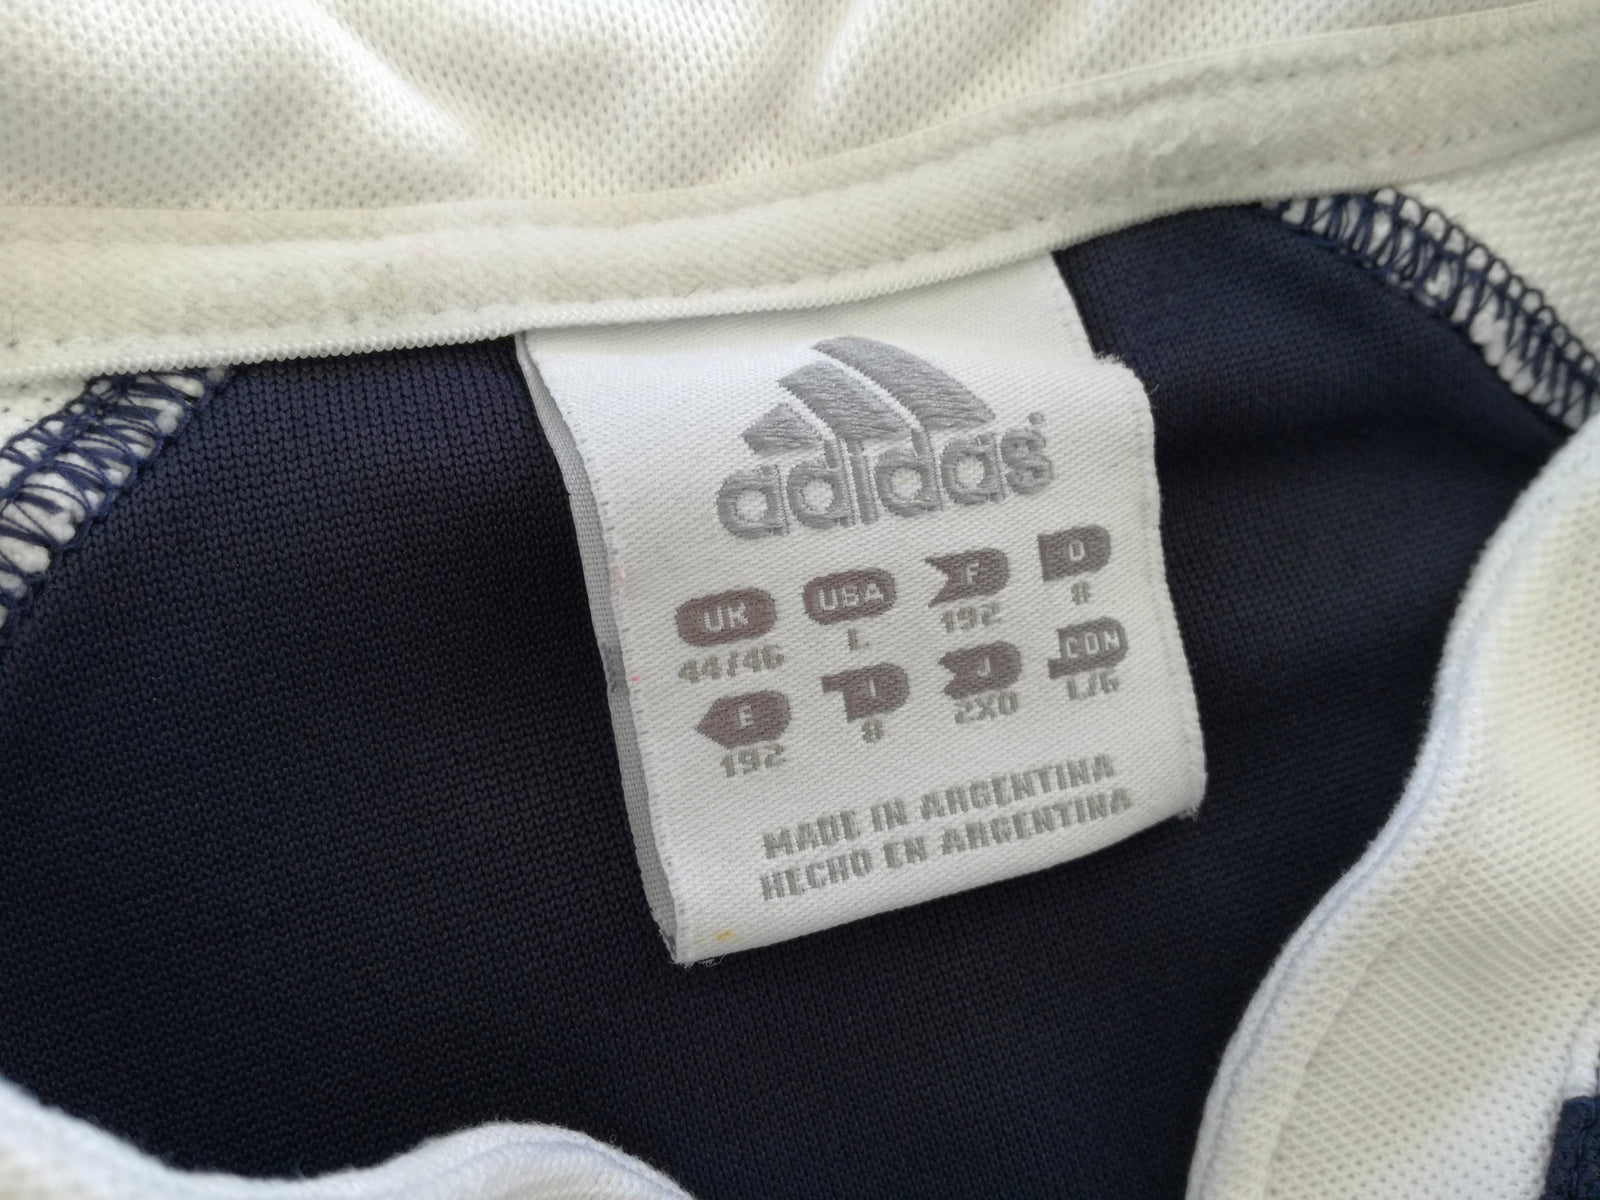 adidas®
UK USA F D
44/46 L 192 8
E I J CDN
192 8 2XO L/G
MADE IN ARGENTINA
HECHO EN ARGENTINA